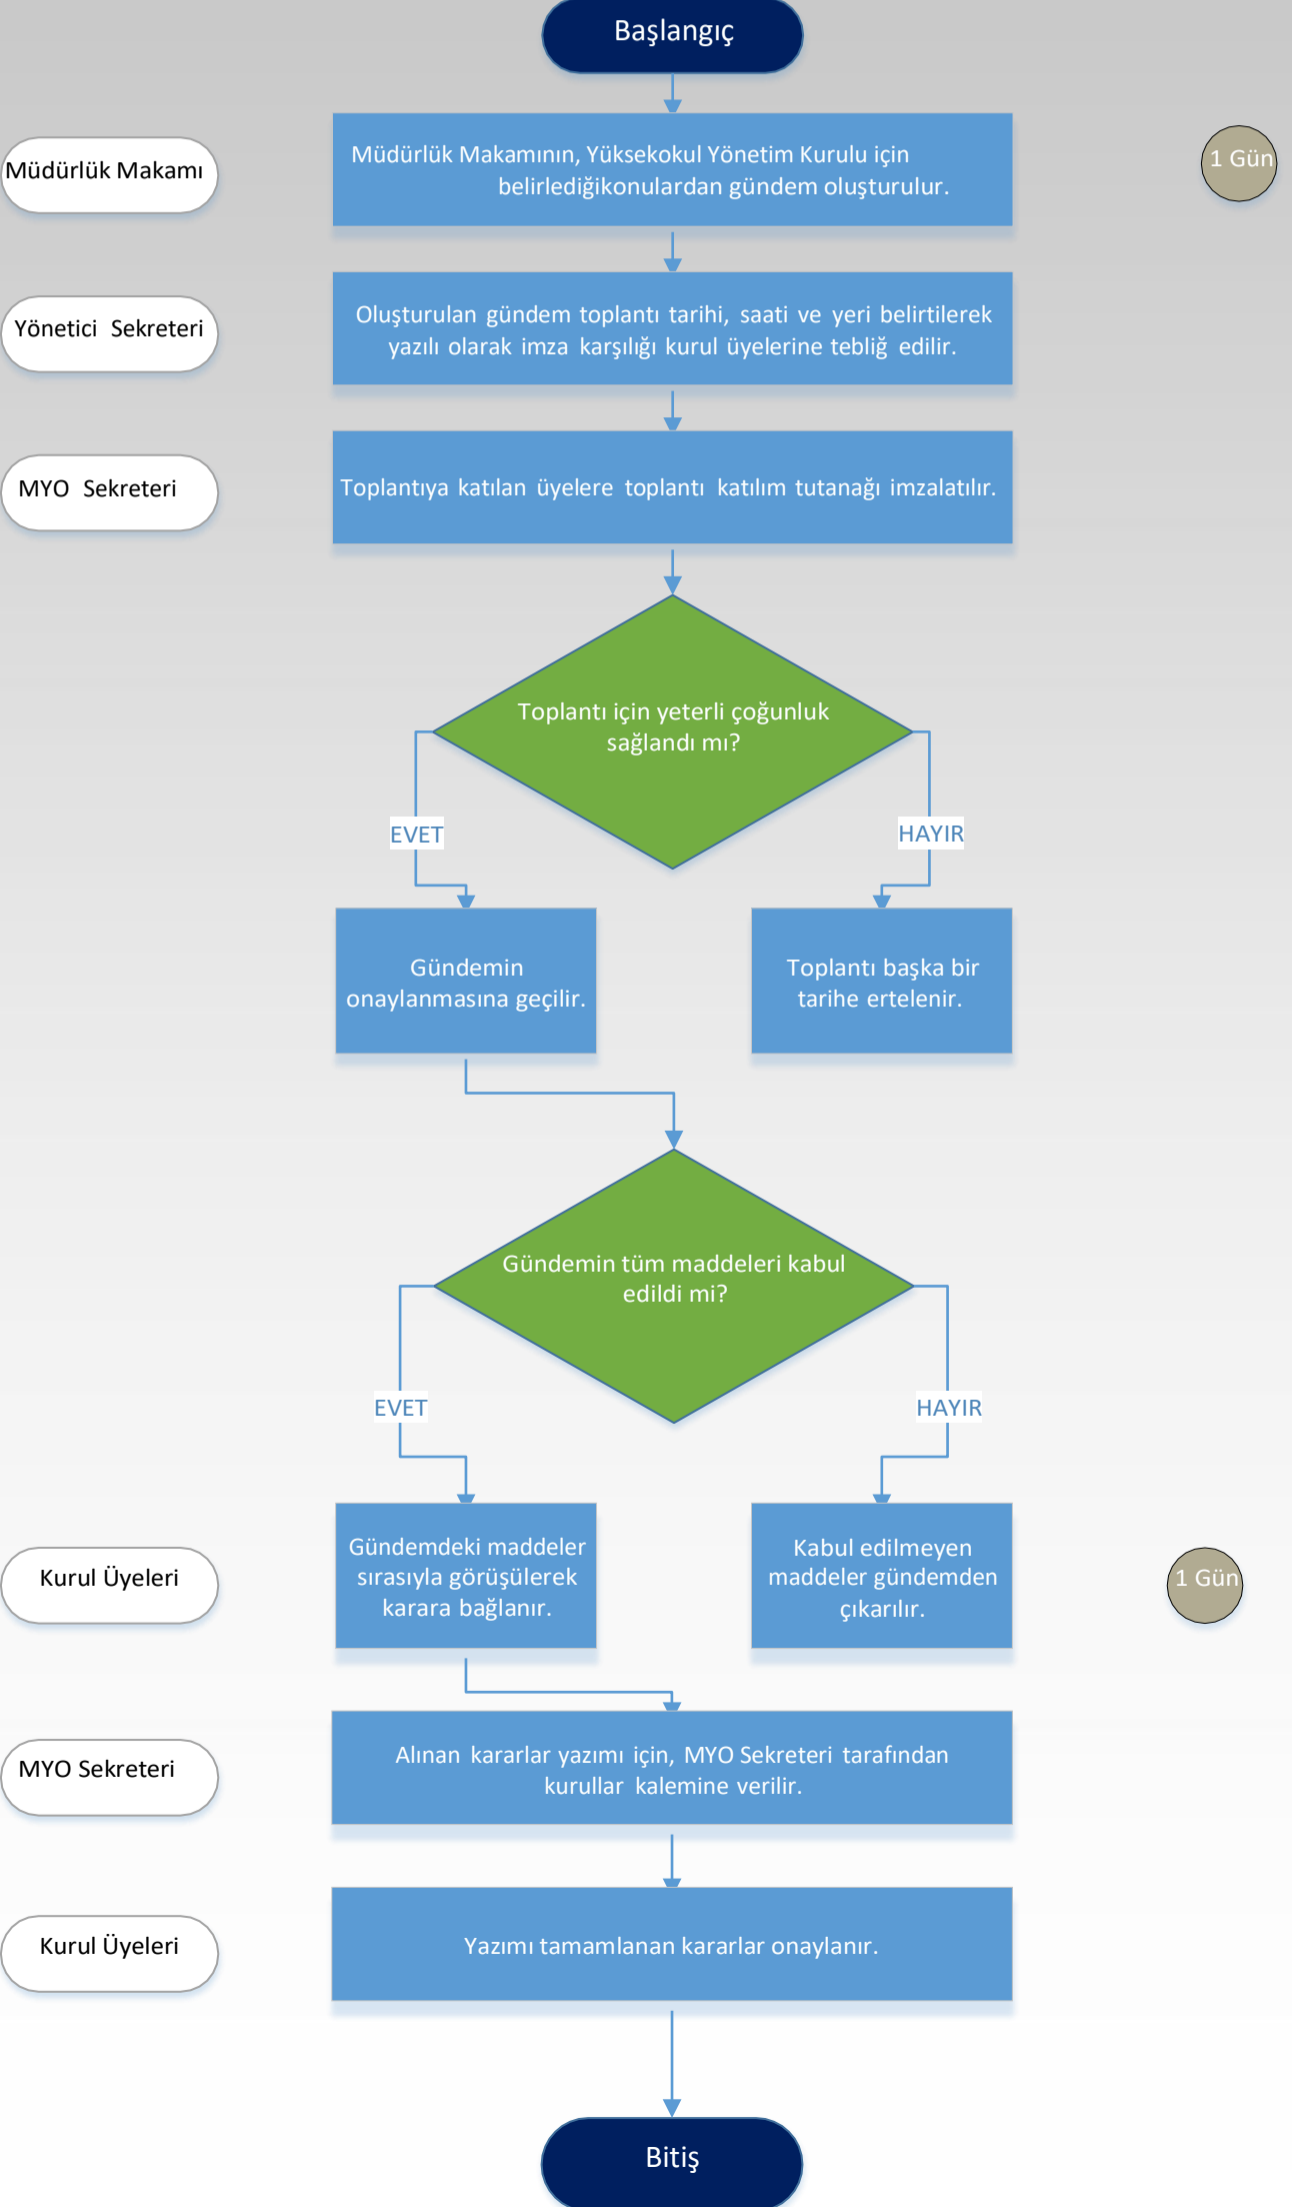 Başlangıç
Müdürlük Makamı
Müdürlük Makamının, Yüksekokul Yönetim Kurulu için
belirlediğikonulardan gündem oluşturulur.
1 Gün
Yönetici Sekreteri
Oluşturulan gündem toplantı tarihi, saati ve yeri belirtilerek
yazılı olarak imza karşılığı kurul üyelerine tebliğ edilir.
MYO Sekreteri
Toplantıya katılan üyelere toplantı katılım tutanağı imzalatılır.
Toplantı için yeterli çoğunluk
sağlandı mı?
EVET
HAYIR
Gündemin
onaylanmasına geçilir.
Toplantı başka bir
tarihe ertelenir.
Gündemin tüm maddeleri kabul
edildi mi?
EVET
HAYIR
Kurul Üyeleri
Gündemdeki maddeler
sırasıyla görüşülerek
karara bağlanır.
Kabul edilmeyen
maddeler gündemden
çıkarılır.
1 Gün
MYO Sekreteri
Alınan kararlar yazımı için, MYO Sekreteri tarafından
kurullar kalemine verilir.
Kurul Üyeleri
Yazımı tamamlanan kararlar onaylanır.
Bitiş